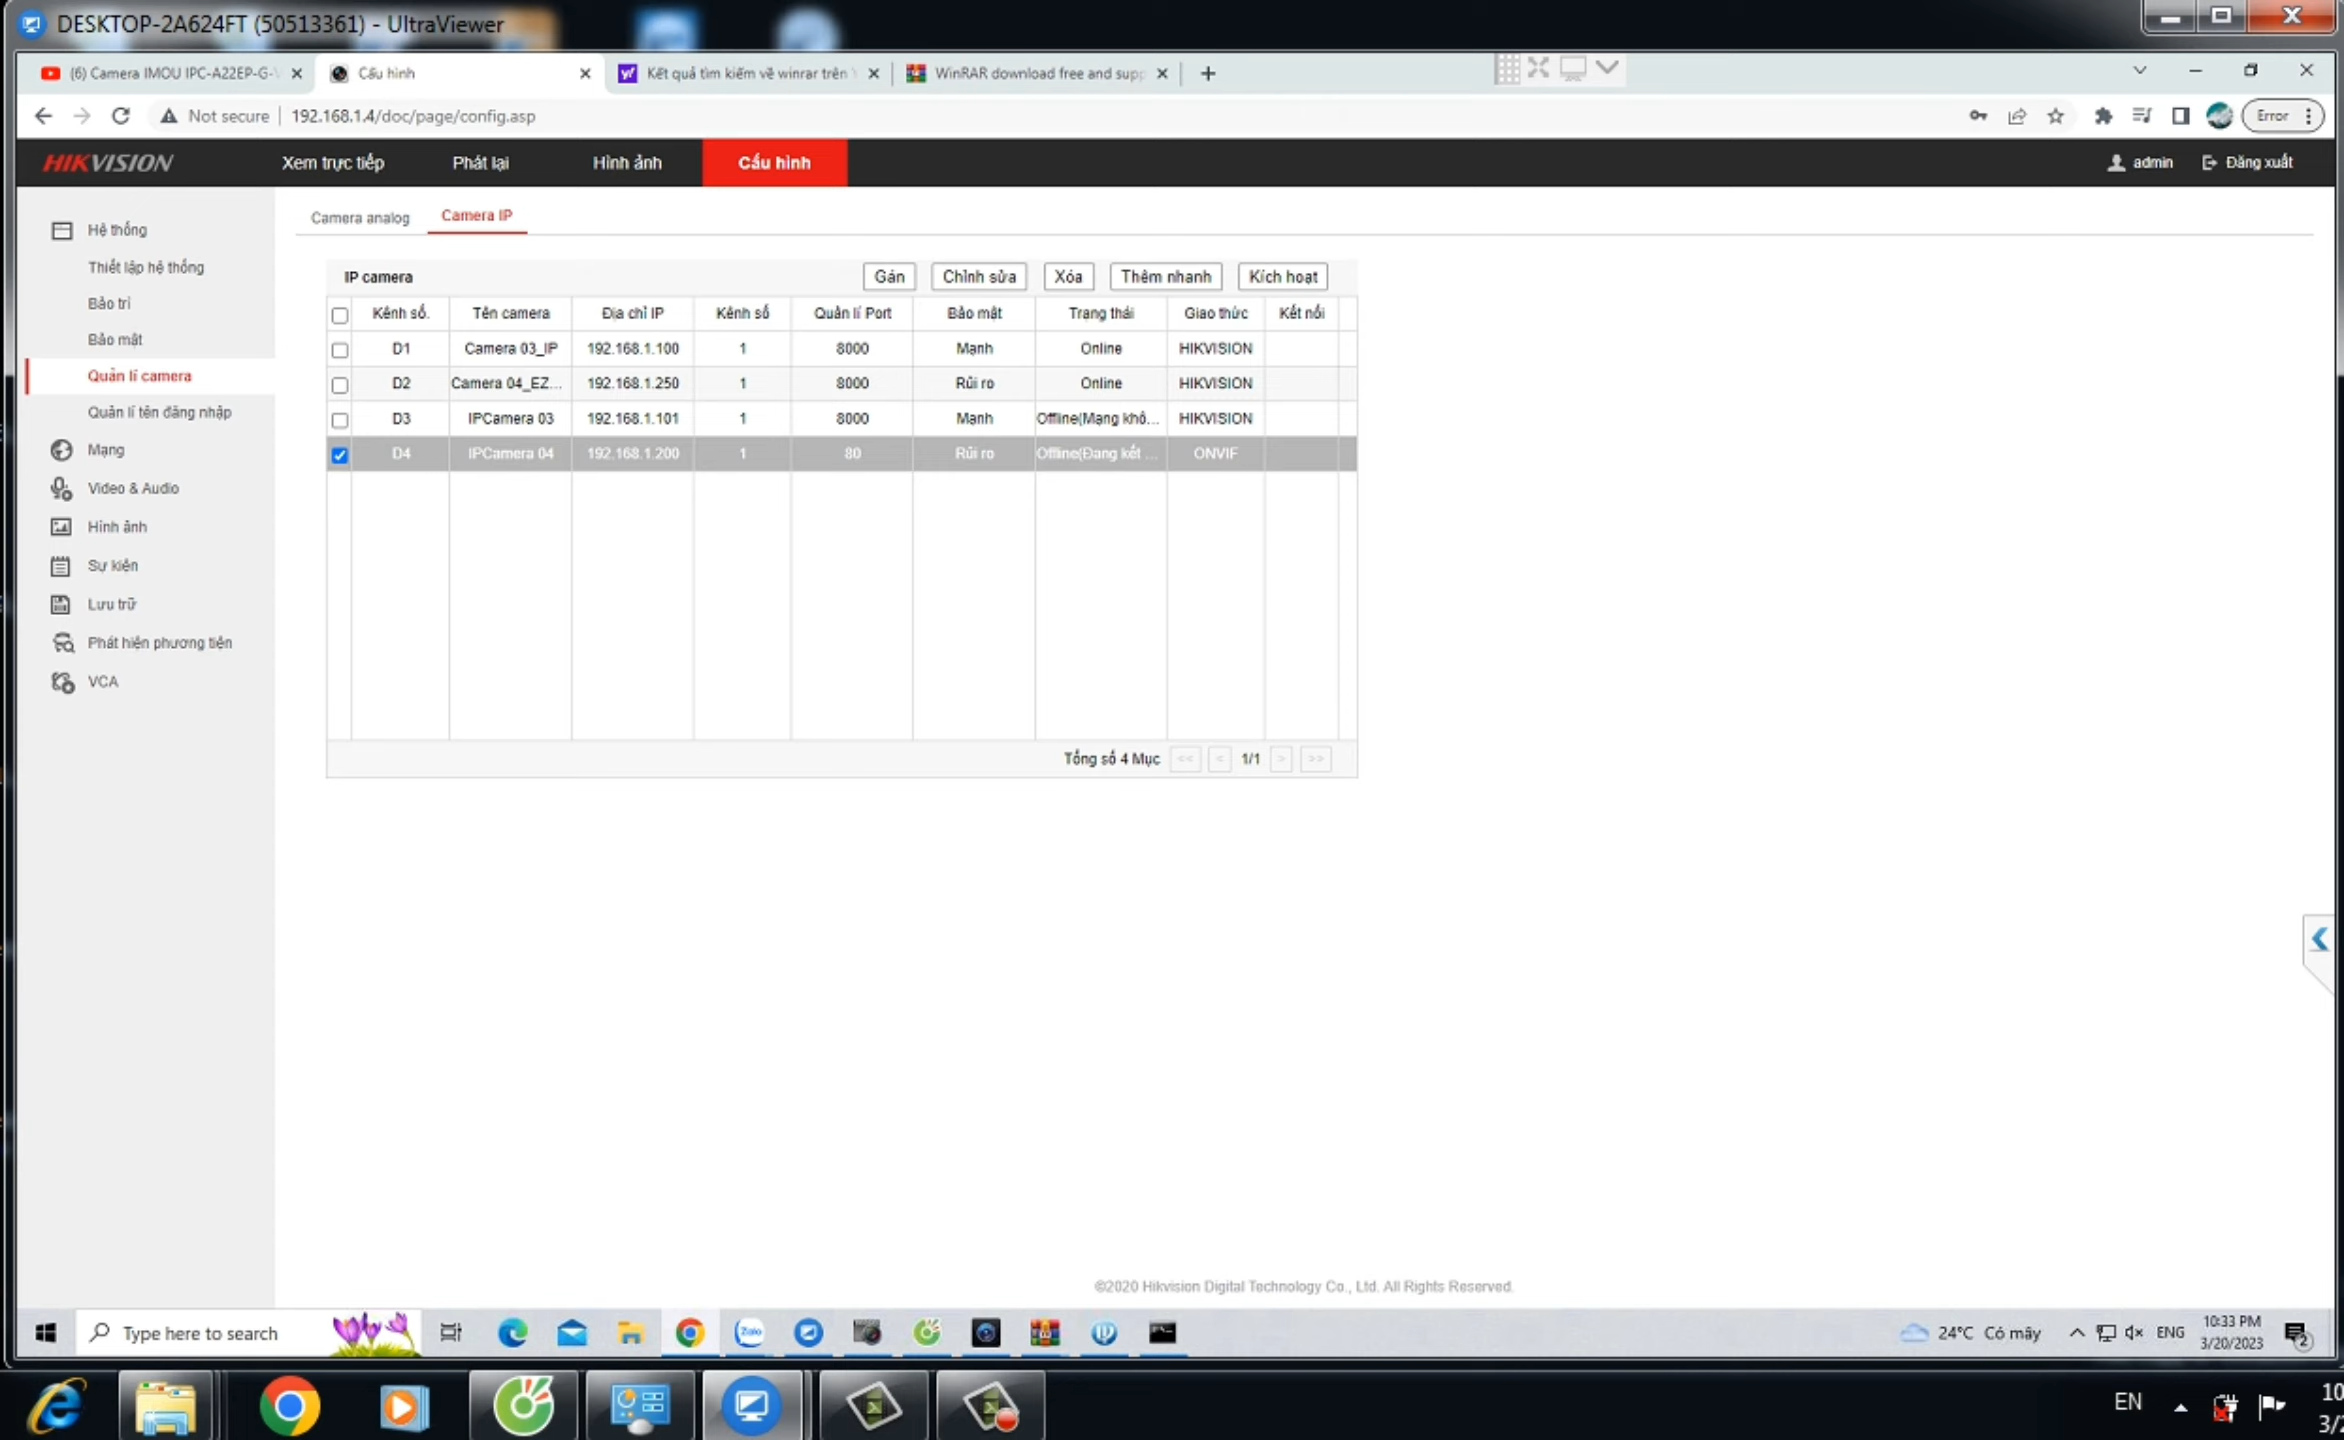 DESKTOP-2A624FT (50513361) - UltraViewer
(6) Camera IMOU IPC-A22EP-G-
Cấu hình
Kết quả tìm kiếm về winrar trên
WinRAR download free and supp
Not secure
192.168.1.4/doc/page/config.asp
Error
HIKVISION
Xem trực tiếp
Phát lại
Hình ảnh
Cấu hình
admin
Đăng xuất
Hệ thống
Thiết lập hệ thống
Bảo trì
Bảo mật
Quản lí camera
Quản lí tên đăng nhập
Mạng
Video & Audio
Hình ảnh
Sự kiện
Lưu trữ
Phát hiện phương tiện
VCA
Camera analog
Camera IP
IP camera
Gán
Chỉnh sửa
Xóa
Thêm nhanh
Kích hoạt
Kênh số. Tên camera Địa chỉ IP Kênh số Quản lí Port Bảo mật Trạng thái Giao thức Kết nối
D1 Camera 03_IP 192.168.1.100 1 8000 Mạnh Online HIKVISION
D2 Camera 04_EZ... 192.168.1.250 1 8000 Rủi ro Online HIKVISION
D3 IPCamera 03 192.168.1.101 1 8000 Mạnh Offline(Mạng khô... HIKVISION
D4 IPCamera 04 192.168.1.200 1 80 Rủi ro Offline(Đang kết ... ONVIF
Tổng số 4 Mục << < 1/1 > >>
©2020 Hikvision Digital Technology Co., Ltd. All Rights Reserved.
Type here to search
Zalo
24°C Có mây
ENG
10:33 PM
3/20/2023
2
EN
10
3/2